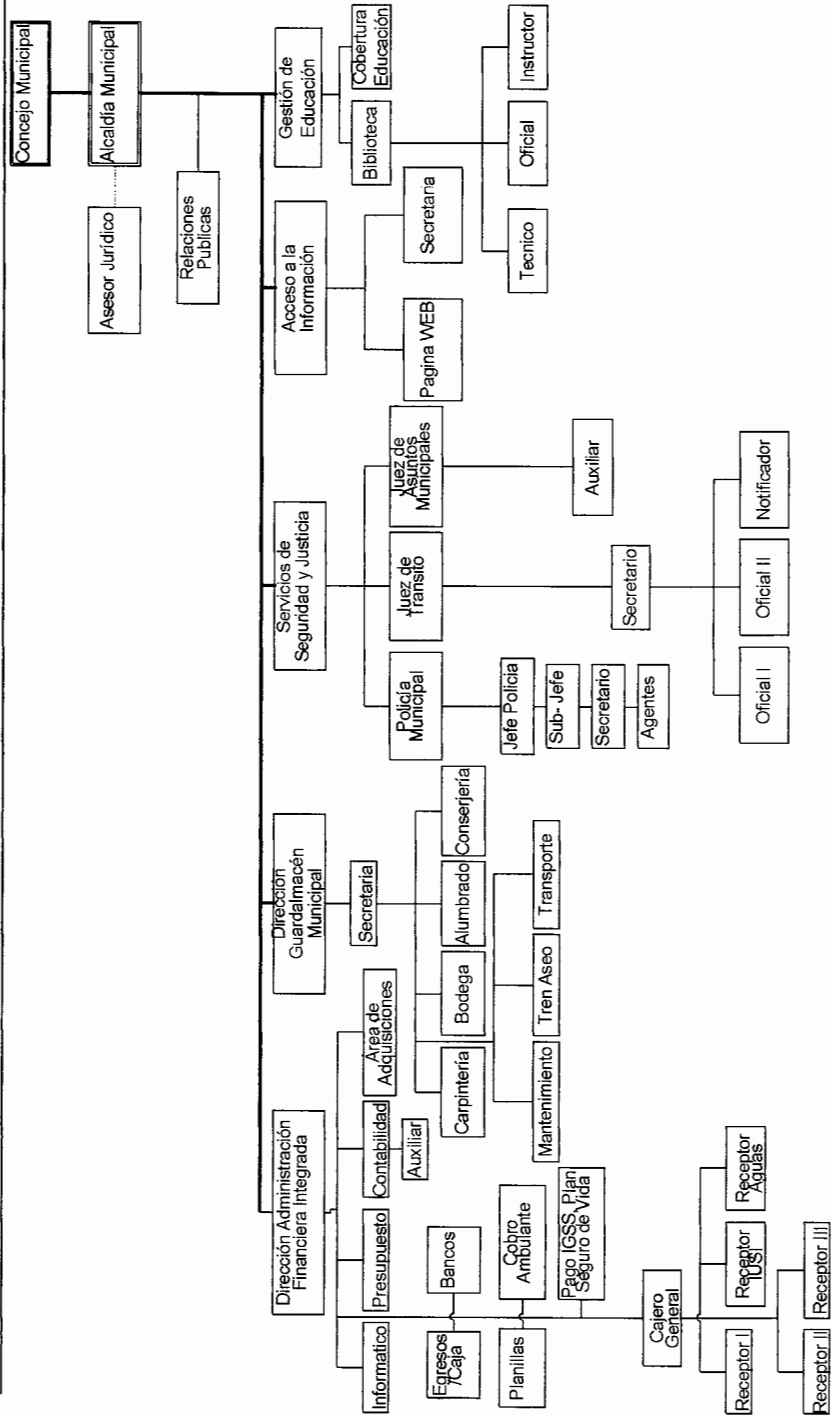 Concejo Municipal
Alcaldía Municipal
Asesor Jurídico
Relaciones
Publicas
Dirección Administración
Financiera Integrada
Dirección
Guardalmacén
Municipal
Servicios de
Seguridad y Justicia
Acceso a la
Información
Gestión de
Educación
Informatico
Presupuesto
Contabilidad
Area de
Adquisiciones
Auxiliar
Egresos
/Caja
Bancos
Planillas
Cobro
Ambulante
Pago IGSS, Plan
Seguro de Vida
Cajero
General
Receptor I
Receptor
IUSI
Receptor
Aguas
Receptor II
Receptor III
Secretaria
Carpintería
Bodega
Alumbrado
Conserjería
Mantenimiento
Tren Aseo
Transporte
Policía
Municipal
Juez de
Transito
Juez de
Asuntos
Municipales
Jefe Policia
Sub- Jefe
Secretario
Agentes
Auxiliar
Secretario
Oficial I
Oficial II
Notificador
Pagina WEB
Secretaria
Biblioteca
Cobertura
Educación
Tecnico
Oficial
Instructor